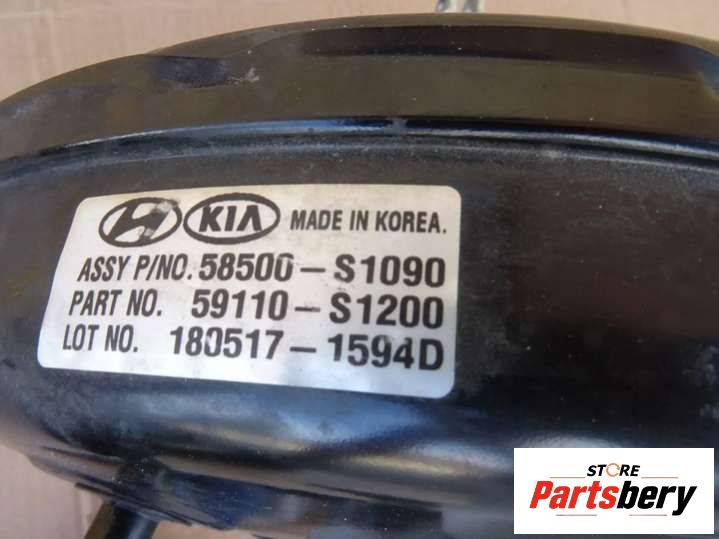 KIA MADE IN KOREA.
ASSY P/NO. 58500-S1090
PART NO. 59110-S1200
LOT NO. 180517-1594D
STORE
Partsbery